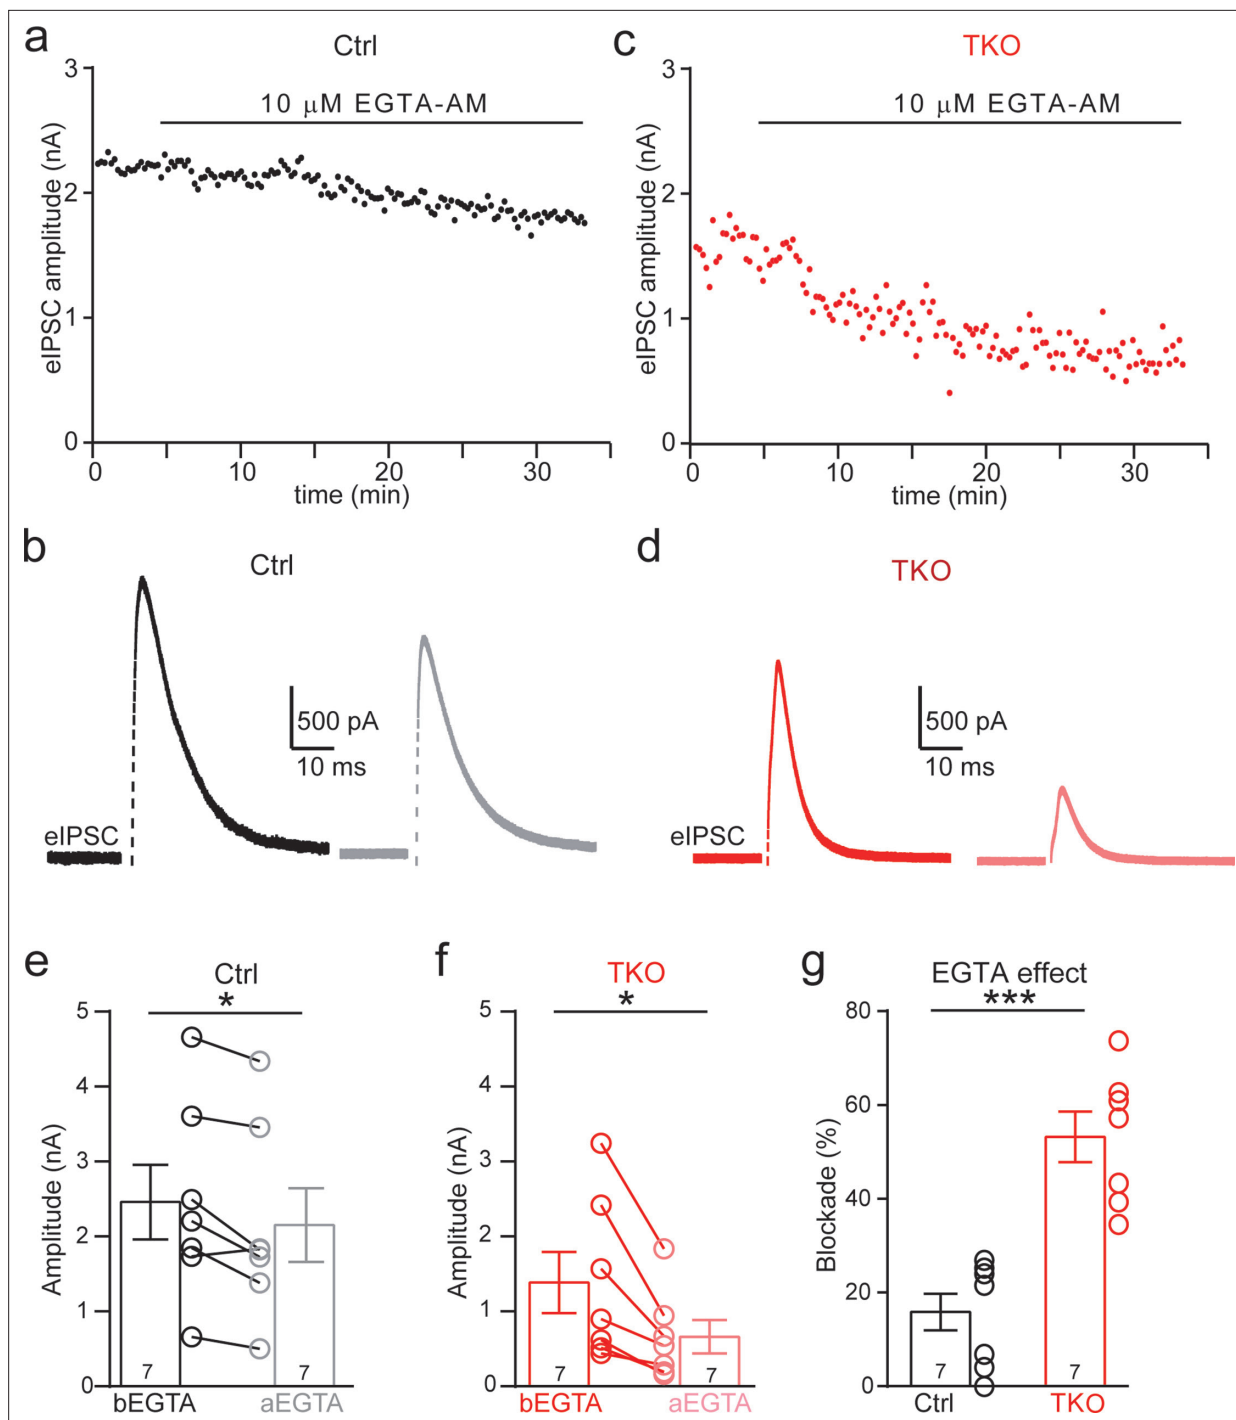 a
Ctrl
3
2
1
0
eIPSC amplitude (nA)
10 μM EGTA-AM
0 10 20 30
time (min)
c
TKO
3
2
1
0
eIPSC amplitude (nA)
10 μM EGTA-AM
0 10 20 30
time (min)
b
Ctrl
500 pA
10 ms
eIPSC
d
TKO
500 pA
10 ms
eIPSC
e
Ctrl
*
5
4
3
2
1
0
Amplitude (nA)
7 7
bEGTA aEGTA
f
TKO
*
5
4
3
2
1
0
Amplitude (nA)
7 7
bEGTA aEGTA
g
EGTA effect
***
80
60
40
20
0
Blockade (%)
7 7
Ctrl TKO